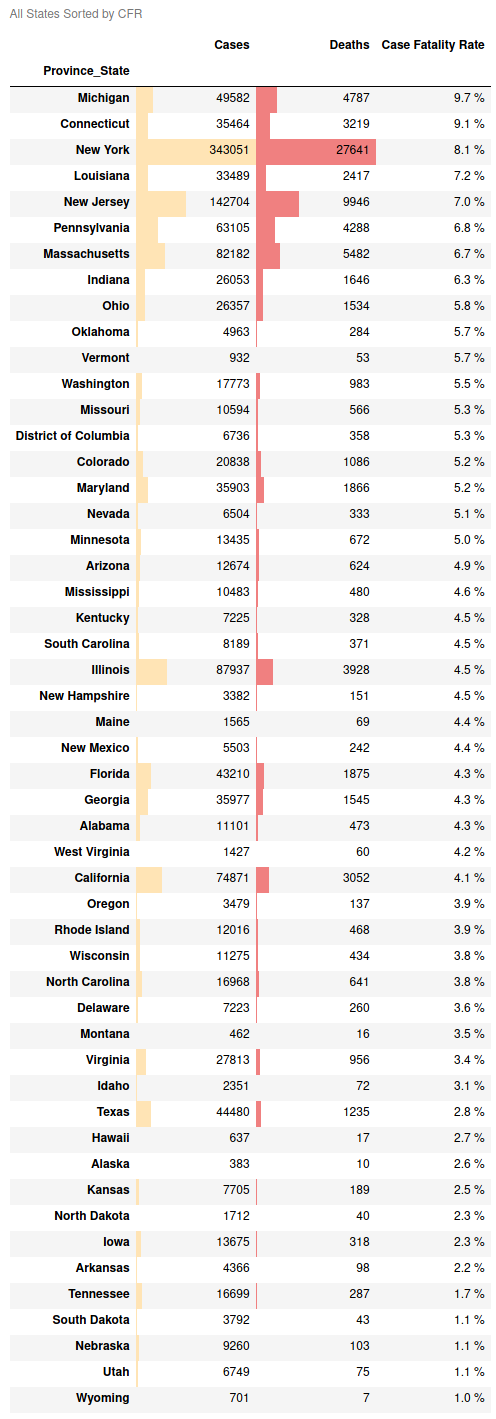 All States Sorted by CFR
Cases Deaths Case Fatality Rate
Province_State
Michigan 49582 4787 9.7 %
Connecticut 35464 3219 9.1 %
New York 343051 27641 8.1 %
Louisiana 33489 2417 7.2 %
New Jersey 142704 9946 7.0 %
Pennsylvania 63105 4288 6.8 %
Massachusetts 82182 5482 6.7 %
Indiana 26053 1646 6.3 %
Ohio 26357 1534 5.8 %
Oklahoma 4963 284 5.7 %
Vermont 932 53 5.7 %
Washington 17773 983 5.5 %
Missouri 10594 566 5.3 %
District of Columbia 6736 358 5.3 %
Colorado 20838 1086 5.2 %
Maryland 35903 1866 5.2 %
Nevada 6504 333 5.1 %
Minnesota 13435 672 5.0 %
Arizona 12674 624 4.9 %
Mississippi 10483 480 4.6 %
Kentucky 7225 328 4.5 %
South Carolina 8189 371 4.5 %
Illinois 87937 3928 4.5 %
New Hampshire 3382 151 4.5 %
Maine 1565 69 4.4 %
New Mexico 5503 242 4.4 %
Florida 43210 1875 4.3 %
Georgia 35977 1545 4.3 %
Alabama 11101 473 4.3 %
West Virginia 1427 60 4.2 %
California 74871 3052 4.1 %
Oregon 3479 137 3.9 %
Rhode Island 12016 468 3.9 %
Wisconsin 11275 434 3.8 %
North Carolina 16968 641 3.8 %
Delaware 7223 260 3.6 %
Montana 462 16 3.5 %
Virginia 27813 956 3.4 %
Idaho 2351 72 3.1 %
Texas 44480 1235 2.8 %
Hawaii 637 17 2.7 %
Alaska 383 10 2.6 %
Kansas 7705 189 2.5 %
North Dakota 1712 40 2.3 %
Iowa 13675 318 2.3 %
Arkansas 4366 98 2.2 %
Tennessee 16699 287 1.7 %
South Dakota 3792 43 1.1 %
Nebraska 9260 103 1.1 %
Utah 6749 75 1.1 %
Wyoming 701 7 1.0 %